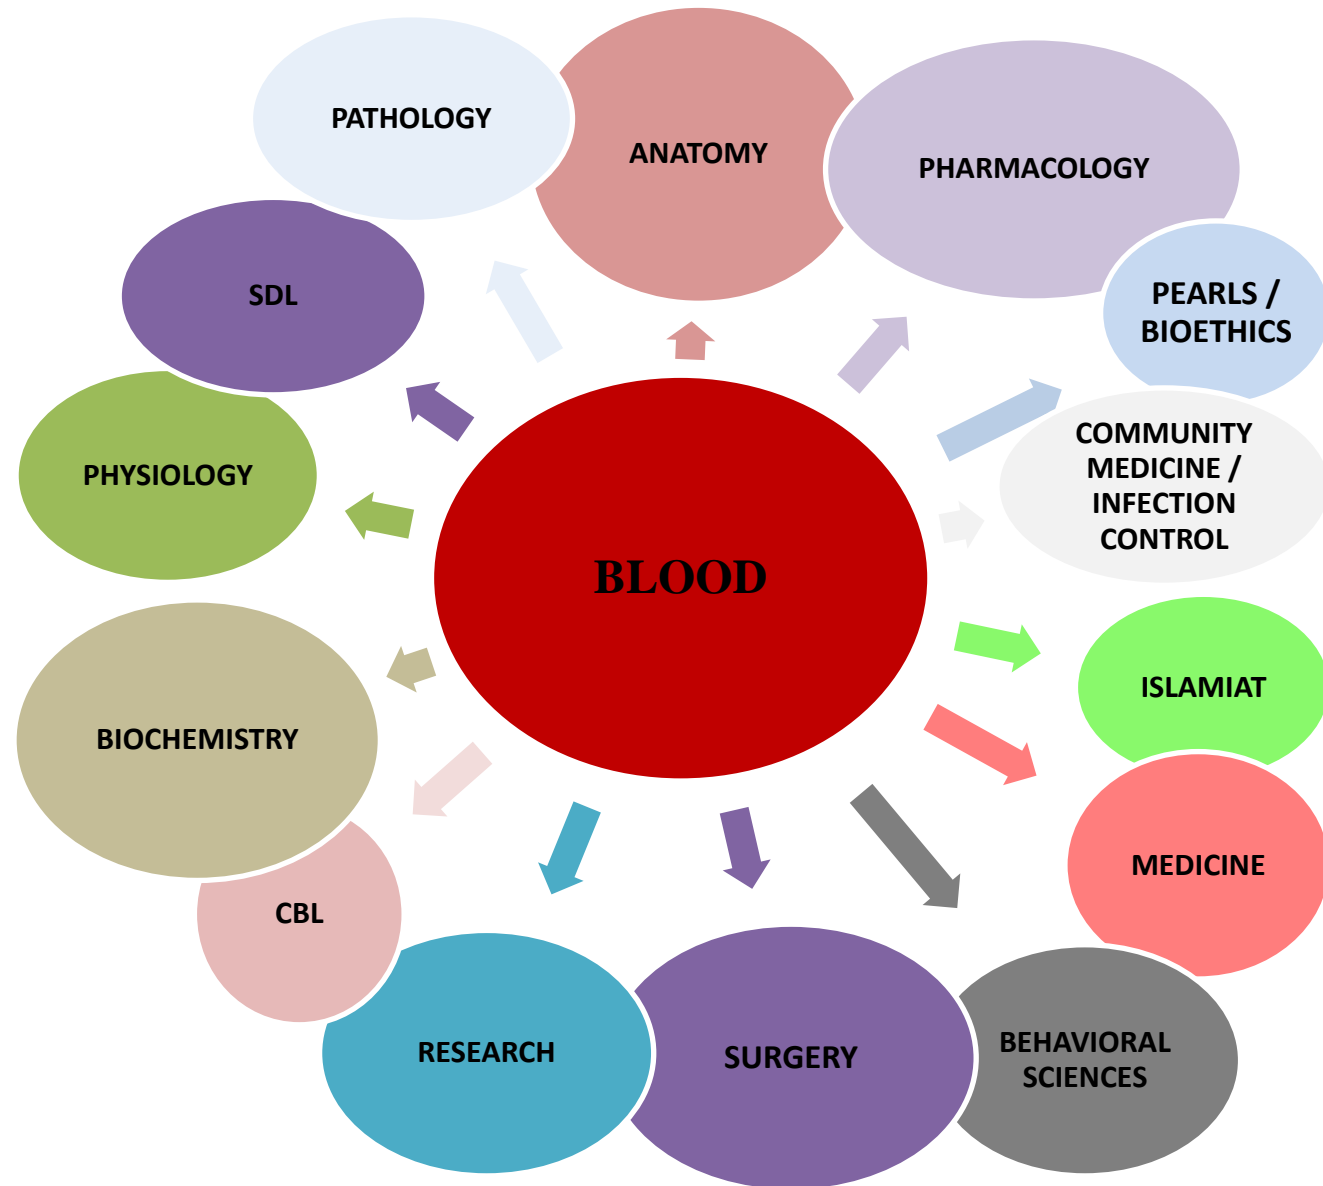 PATHOLOGY
ANATOMY
PHARMACOLOGY
SDL
PEARLS /
BIOETHICS
COMMUNITY
MEDICINE /
INFECTION
CONTROL
PHYSIOLOGY
BLOOD
ISLAMIAT
BIOCHEMISTRY
MEDICINE
CBL
RESEARCH
SURGERY
BEHAVIORAL
SCIENCES